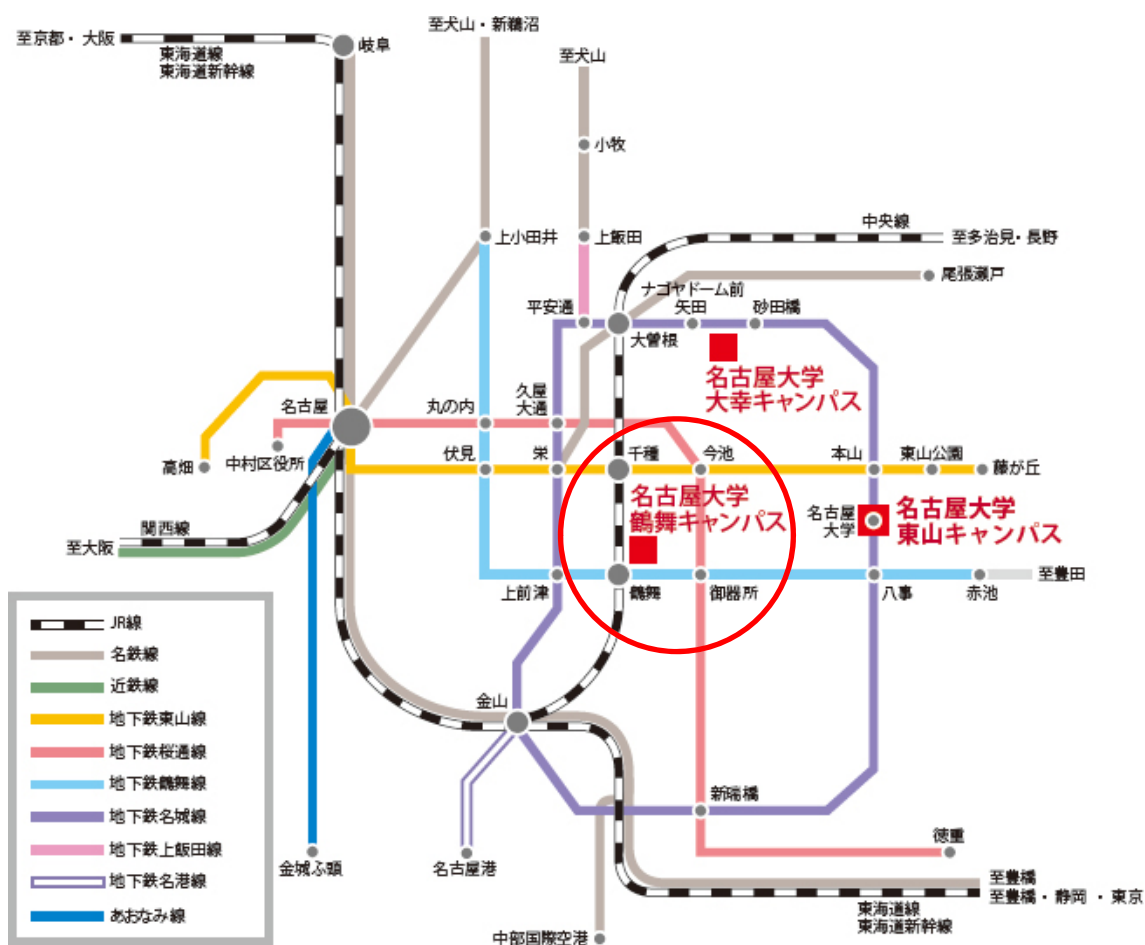 至犬山・新鵜沼
至京都・大阪
東海道線
東海道新幹線
岐阜
至犬山
小牧
中央線
上小田井
上飯田
至多治見・長野
尾張瀬戸
ナゴヤドーム前
平安通
矢田
砂田橋
大曽根
名古屋大学
大幸キャンパス
名古屋
丸の内
久屋
大通
高畑
中村区役所
伏見
栄
千種
今池
本山
東山公園
藤が丘
名古屋大学
鶴舞キャンパス
名古屋
大学
名古屋大学
東山キャンパス
関西線
至大阪
上前津
鶴舞
御器所
八事
赤池
至豊田
JR線
名鉄線
近鉄線
地下鉄東山線
地下鉄桜通線
地下鉄鶴舞線
地下鉄名城線
地下鉄上飯田線
地下鉄名港線
あおなみ線
金山
新瑞橋
金城ふ頭
名古屋港
徳重
至豊橋
至豊橋・静岡・東京
東海道線
東海道新幹線
中部国際空港